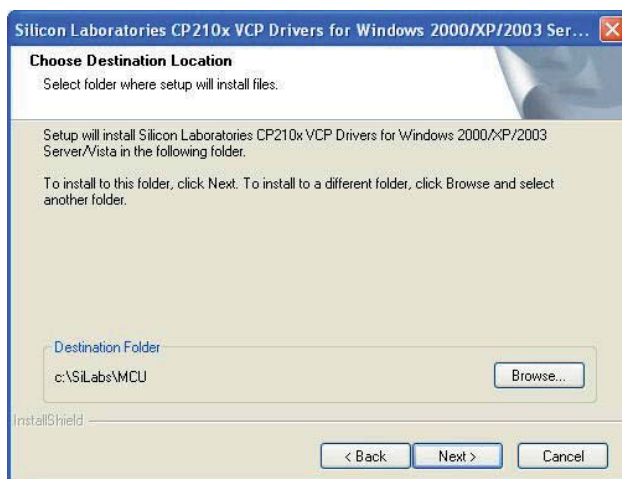 Silicon Laboratories CP210x VCP Drivers for Windows 2000/XP/2003 Ser...
Choose Destination Location
Select folder where setup will install files.
Setup will install Silicon Laboratories CP210x VCP Drivers for Windows 2000/XP/2003
Server/Vista in the following folder.
To install to this folder, click Next. To install to a different folder, click Browse and select
another folder.
Destination Folder
c:\SiLabs\MCU
Browse...
InstallShield
< Back
Next >
Cancel